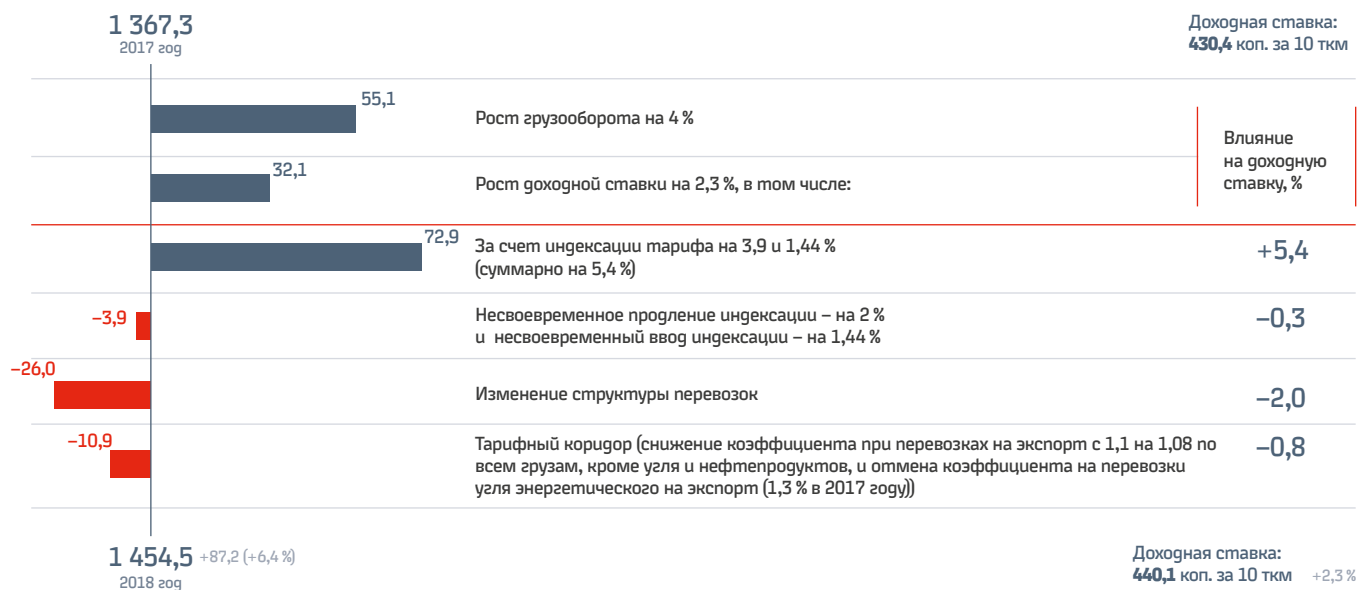 1 367,3
2017 год
Доходная ставка:
430,4 коп. за 10 ткм
55,1
Рост грузооборота на 4 %
Влияние
на доходную
ставку, %
32,1
Рост доходной ставки на 2,3 %, в том числе:
72,9
За счет индексации тарифа на 3,9 и 1,44 %
(суммарно на 5,4 %)
+5,4
–3,9
Несвоевременное продление индексации – на 2 %
и несвоевременный ввод индексации – на 1,44 %
–0,3
–26,0
Изменение структуры перевозок
–2,0
–10,9
Тарифный коридор (снижение коэффициента при перевозках на экспорт с 1,1 на 1,08 по
всем грузам, кроме угля и нефтепродуктов, и отмена коэффициента на перевозки
угля энергетического на экспорт (1,3 % в 2017 году))
–0,8
1 454,5 +87,2 (+6,4 %)
2018 год
Доходная ставка:
440,1 коп. за 10 ткм +2,3 %